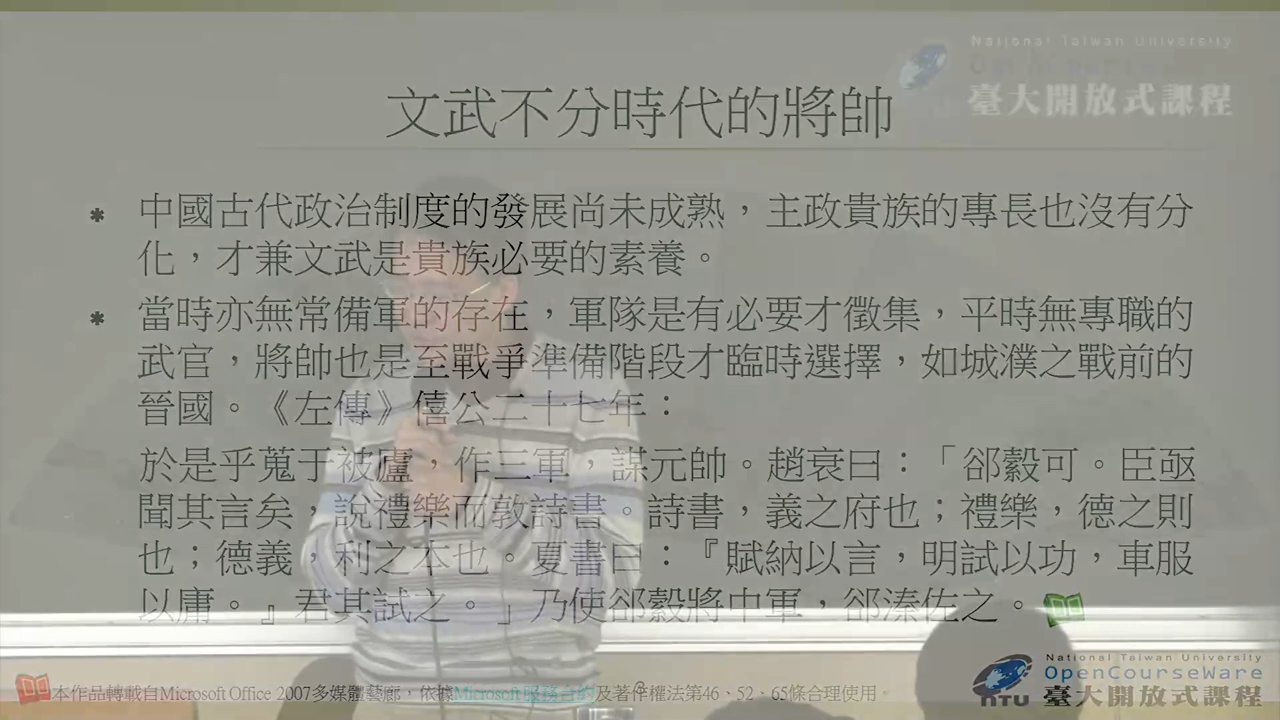 National Taiwan University
臺大開放式課程
文武不分時代的將帥
* 中國古代政治制度的發展尚未成熟，主政貴族的專長也沒有分
化，才兼文武是貴族必要的素養。
* 當時亦無常備軍的存在，軍隊是有必要才徵集，平時無專職的
武官，將帥也是至戰爭準備階段才臨時選擇，如城濮之戰前的
晉國。《左傳》僖公二十七年：
於是乎蒐于被廬，作三軍，謀元帥。趙衰曰：「郤縠可。臣亟
聞其言矣，說禮樂而敦詩書。詩書，義之府也；禮樂，德之則
也；德義，利之本也。夏書曰：『賦納以言，明試以功，車服
以庸。』君其試之。」乃使郤縠將中軍，郤溱佐之。
本作品轉載自Microsoft Office 2007多媒體藝廊，依據Microsoft服務合約及著作權法第46、52、65條合理使用。
NTU
National Taiwan University
OpenCourseWare
臺大開放式課程